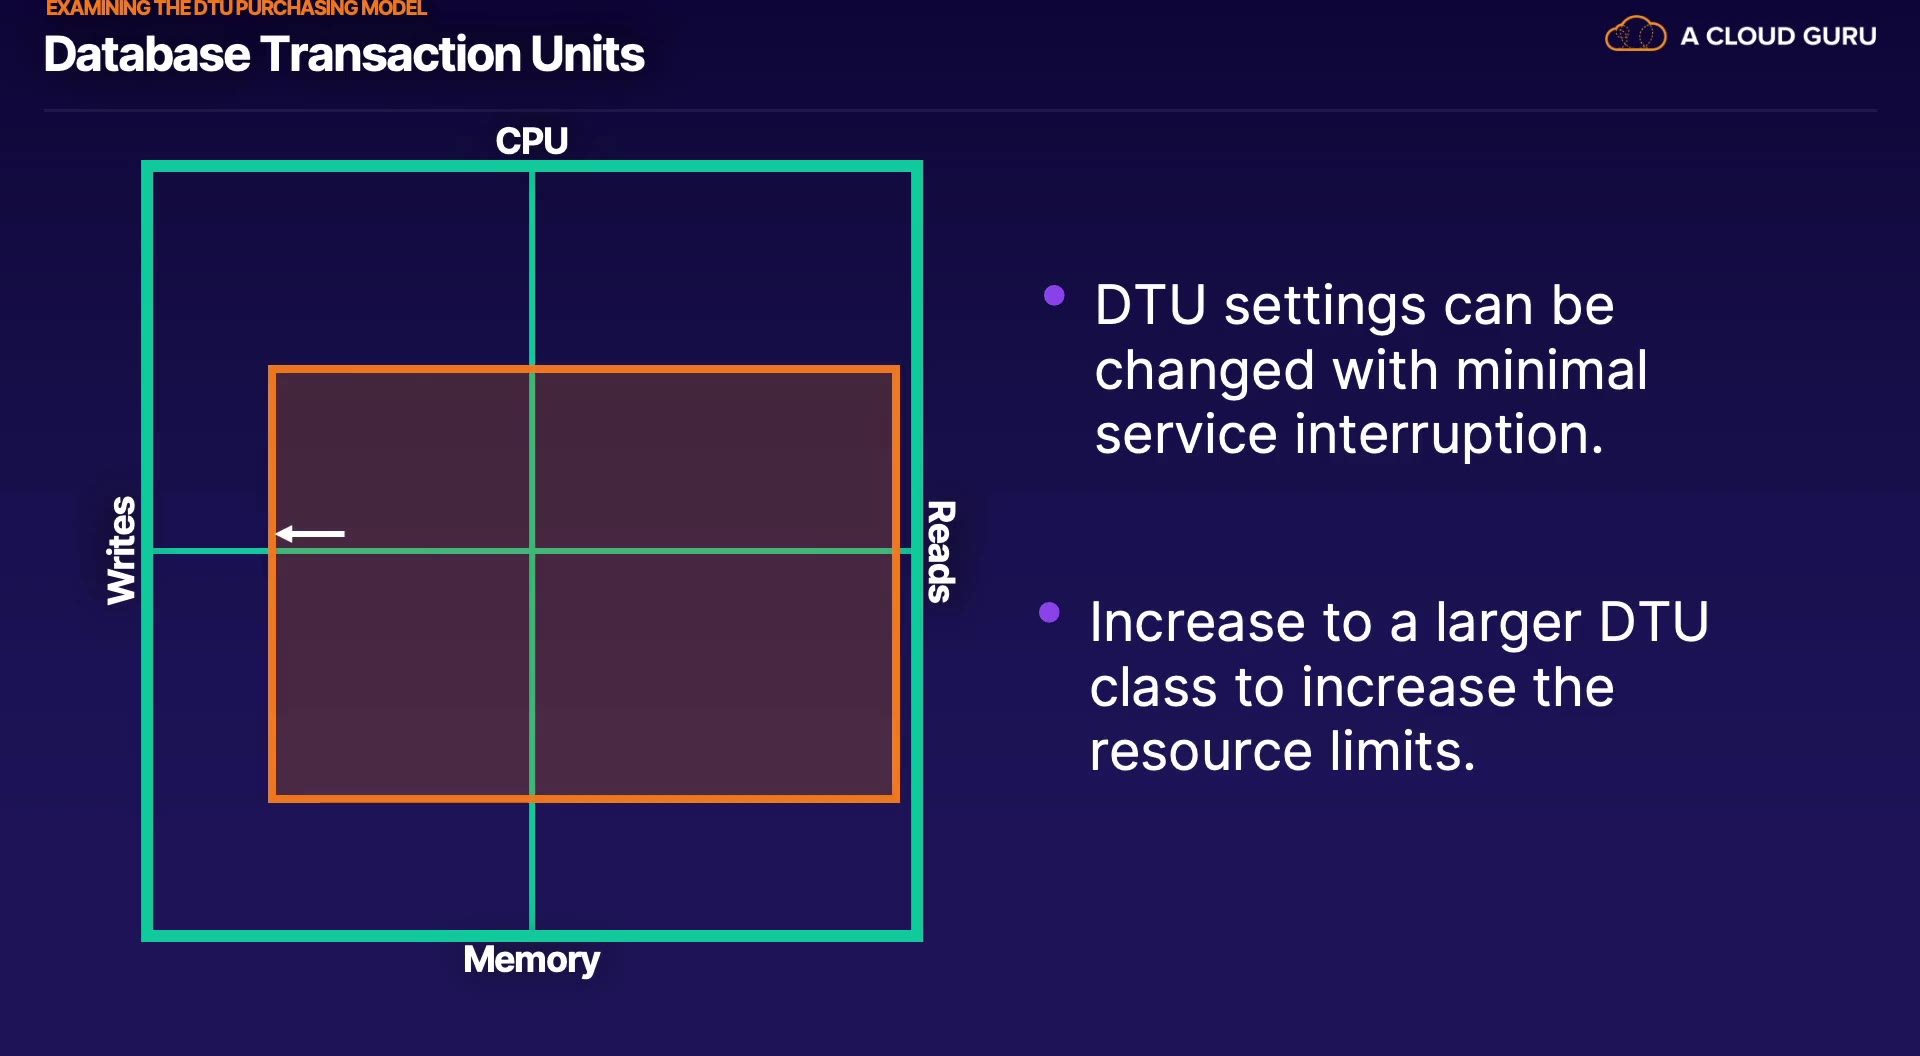 EXAMINING THE DTU PURCHASING MODEL
Database Transaction Units
A CLOUD GURU
CPU
Writes
Reads
Memory
DTU settings can be
changed with minimal
service interruption.
Increase to a larger DTU
class to increase the
resource limits.